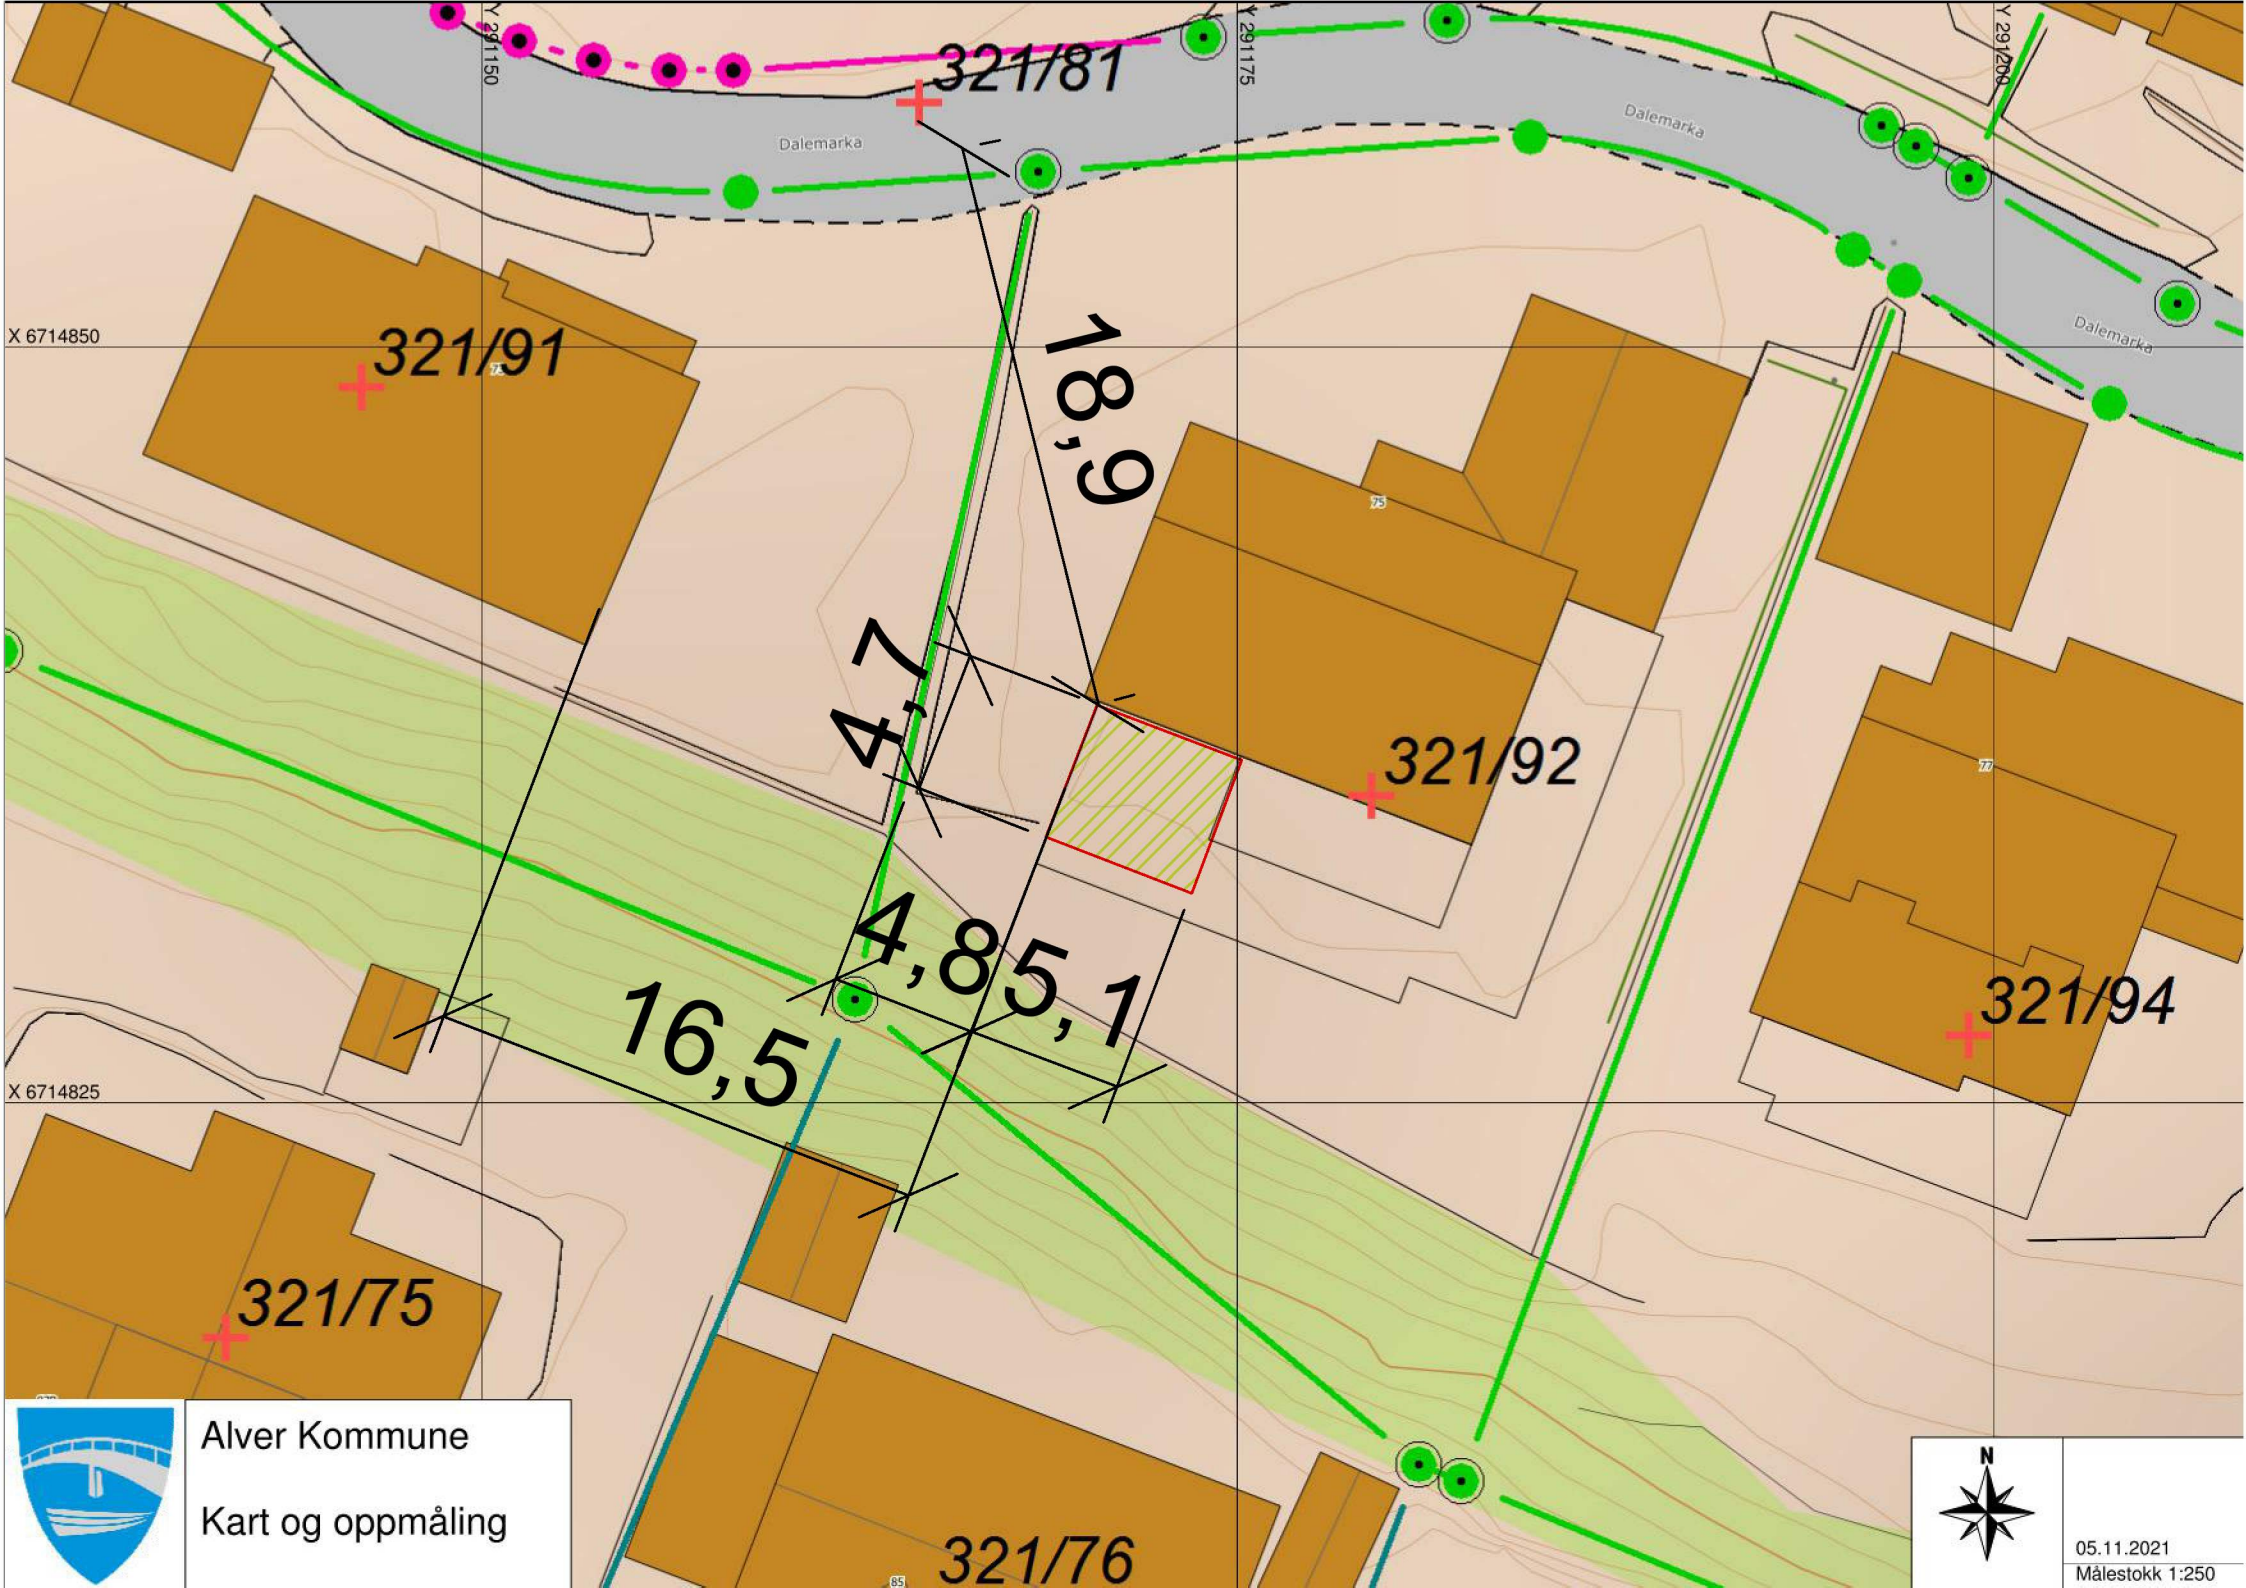 Y 291150
Y 291175
Y 291200
321/81
Dalemarka
Dalemarka
Dalemarka
X 6714850
321/91
18,9
75
4,7
321/92
77
4,8
5,1
16,5
321/94
X 6714825
321/75
321/76
85
Alver Kommune
Kart og oppmåling
N
05.11.2021
Målestokk 1:250